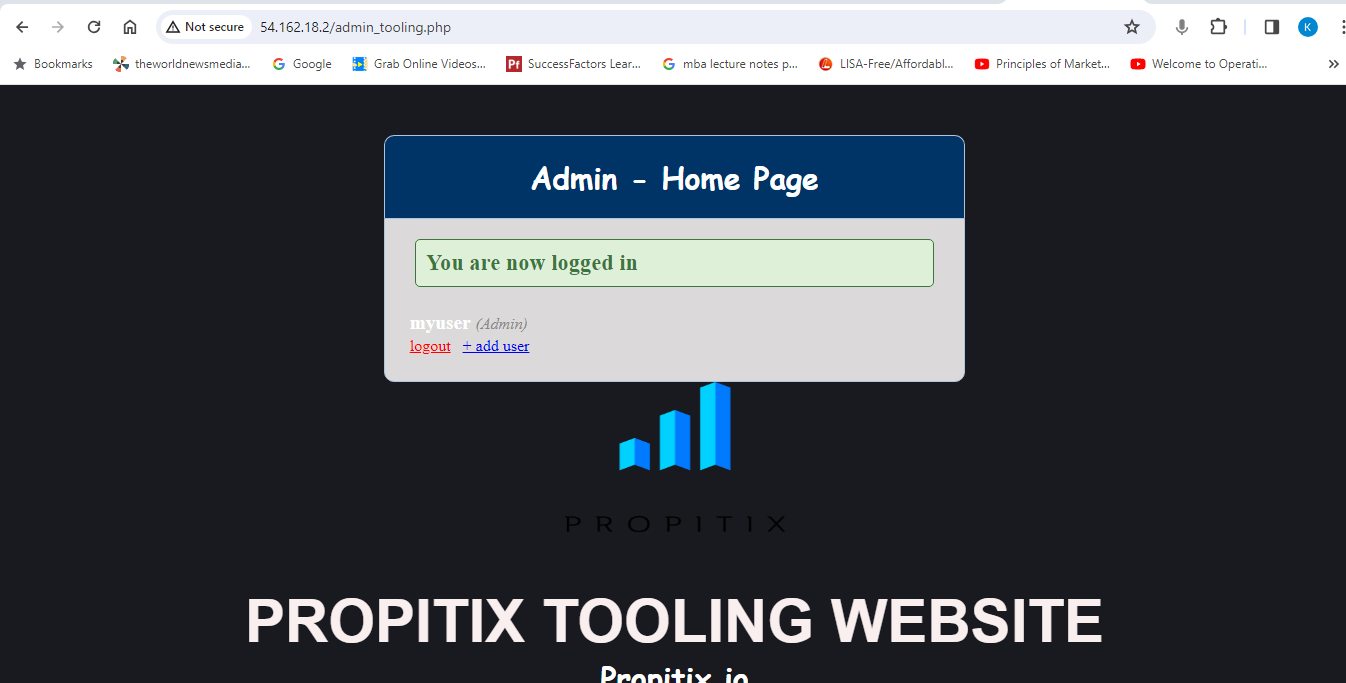 Not secure 54.162.18.2/admin_tooling.php K
Bookmarks theworldnewsmedia... Google Grab Online Videos... Pf SuccessFactors Lear... mba lecture notes p... LISA-Free/Affordabl... Principles of Market... Welcome to Operati... »
Admin - Home Page
You are now logged in
myuser (Admin)
logout + add user
PROPITIX
PROPITIX TOOLING WEBSITE
Propitix.io